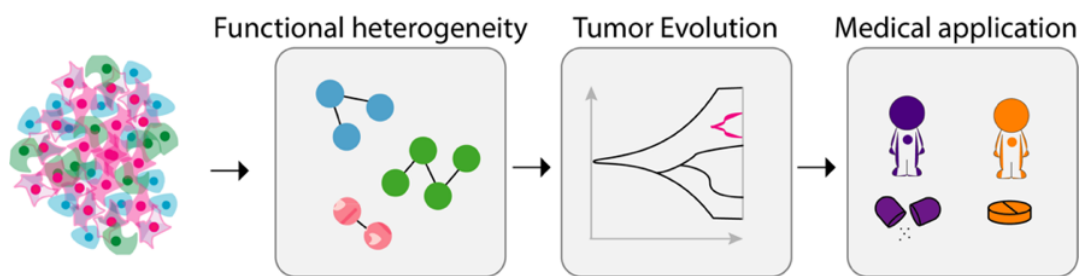 Functional heterogeneity
Tumor Evolution
Medical application